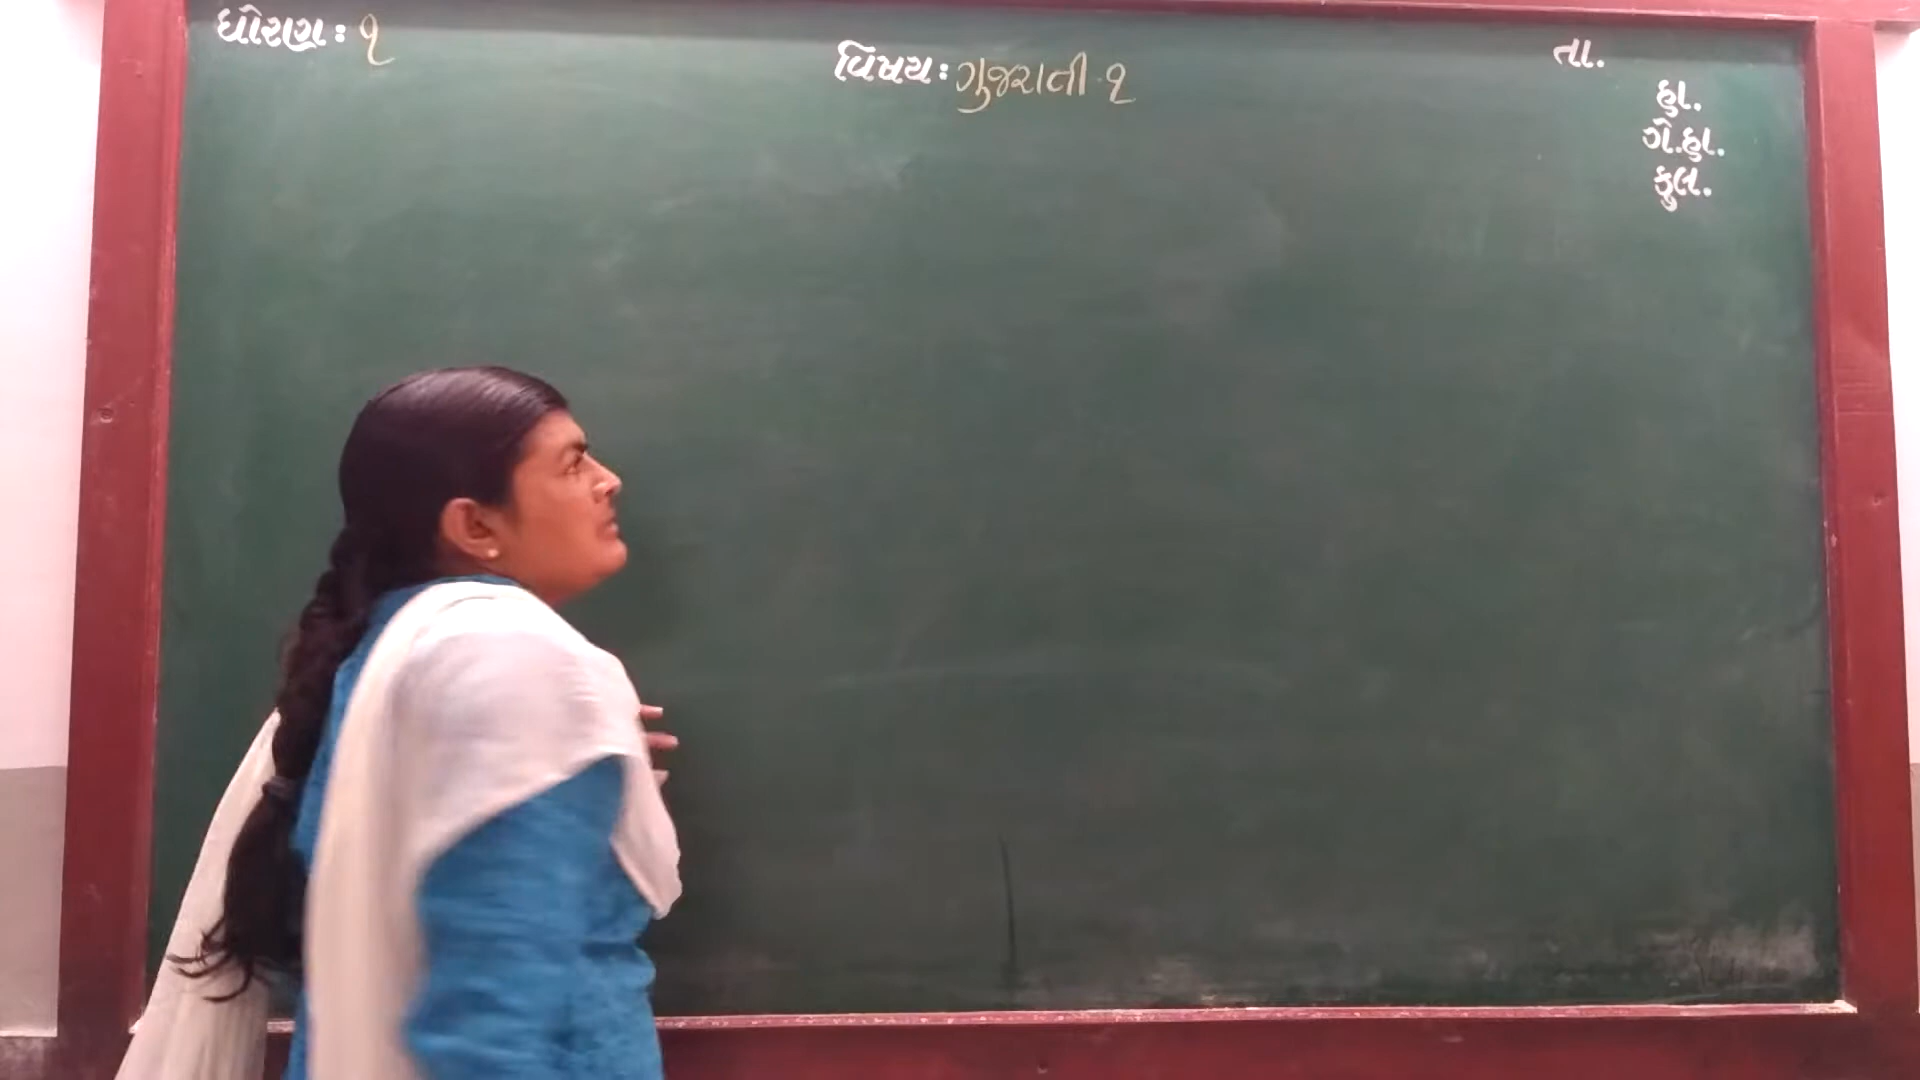 ધોરણ : ૧
વિષય : ગુજરાતી - ૧
તા.
હા.
ગે.હા.
કુલ.